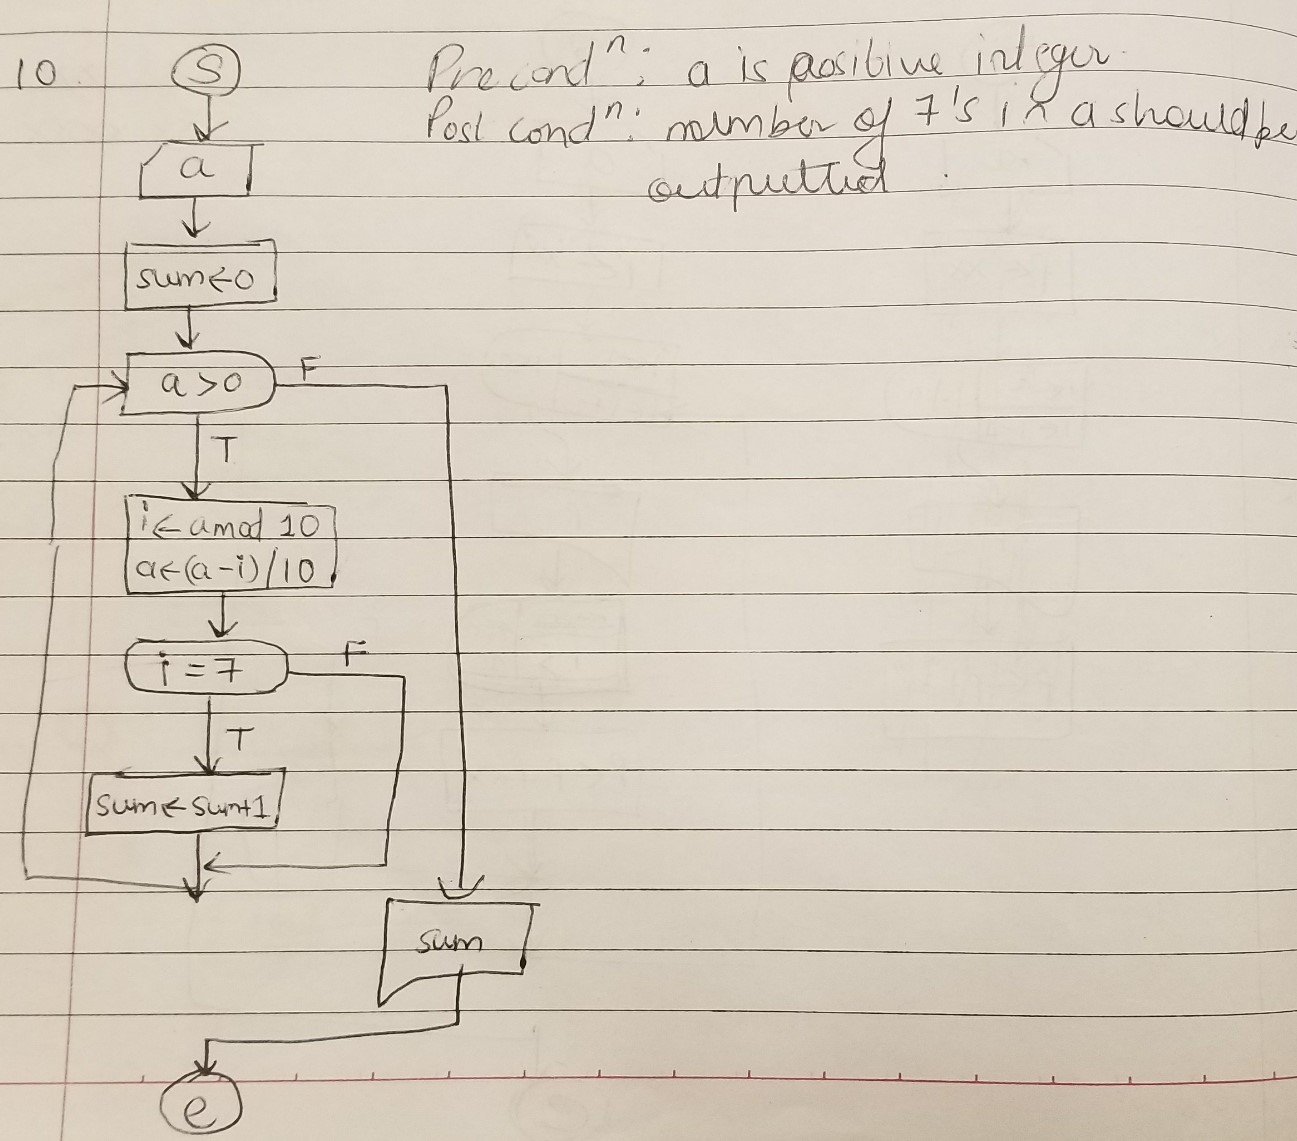 10.
S
Precondⁿ: a is positive integer.
Post condⁿ: number of 7's in a should be
outputted.
a
sum←0
a>0
F
T
i←amod 10
a←(a-i)/10
i=7
F
T
sum←sum+1
sum
e